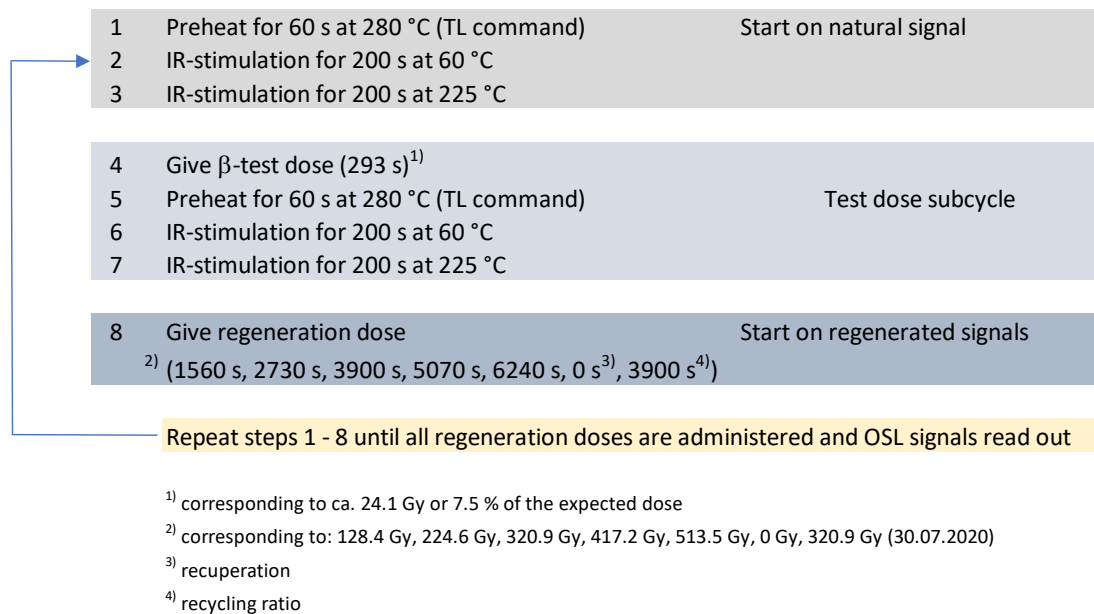 1 Preheat for 60 s at 280 °C (TL command) Start on natural signal
2 IR-stimulation for 200 s at 60 °C
3 IR-stimulation for 200 s at 225 °C
4 Give β-test dose (293 s)1)
5 Preheat for 60 s at 280 °C (TL command) Test dose subcycle
6 IR-stimulation for 200 s at 60 °C
7 IR-stimulation for 200 s at 225 °C
8 Give regeneration dose Start on regenerated signals
2) (1560 s, 2730 s, 3900 s, 5070 s, 6240 s, 0 s3), 3900 s4))
Repeat steps 1 - 8 until all regeneration doses are administered and OSL signals read out
1) corresponding to ca. 24.1 Gy or 7.5 % of the expected dose
2) corresponding to: 128.4 Gy, 224.6 Gy, 320.9 Gy, 417.2 Gy, 513.5 Gy, 0 Gy, 320.9 Gy (30.07.2020)
3) recuperation
4) recycling ratio